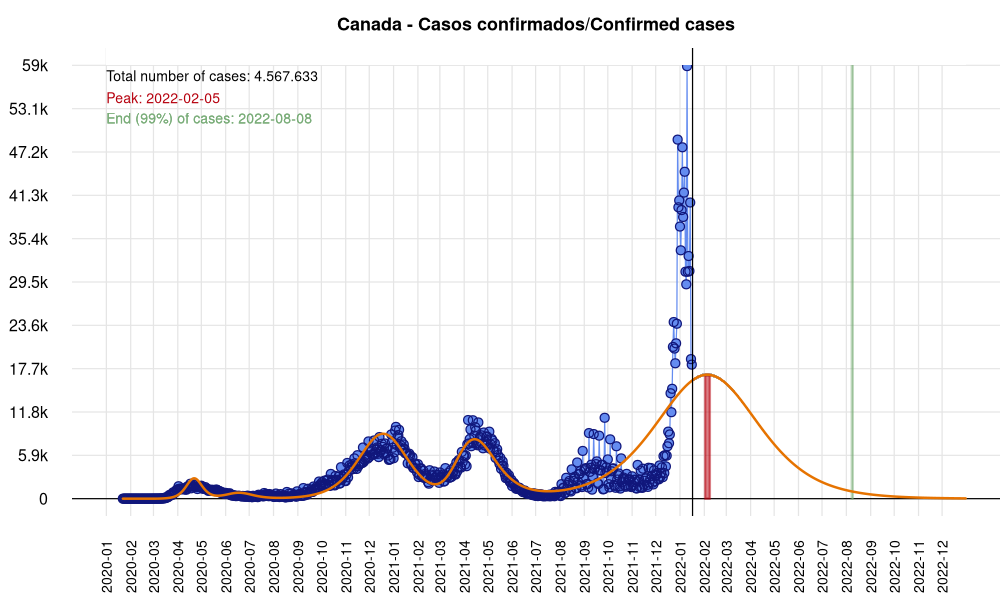 Canada - Casos confirmados/Confirmed cases
Total number of cases: 4.567.633
Peak: 2022-02-05
End (99%) of cases: 2022-08-08
59k
53.1k
47.2k
41.3k
35.4k
29.5k
23.6k
17.7k
11.8k
5.9k
0
2020-01
2020-02
2020-03
2020-04
2020-05
2020-06
2020-07
2020-08
2020-09
2020-10
2020-11
2020-12
2021-01
2021-02
2021-03
2021-04
2021-05
2021-06
2021-07
2021-08
2021-09
2021-10
2021-11
2021-12
2022-01
2022-02
2022-03
2022-04
2022-05
2022-06
2022-07
2022-08
2022-09
2022-10
2022-11
2022-12